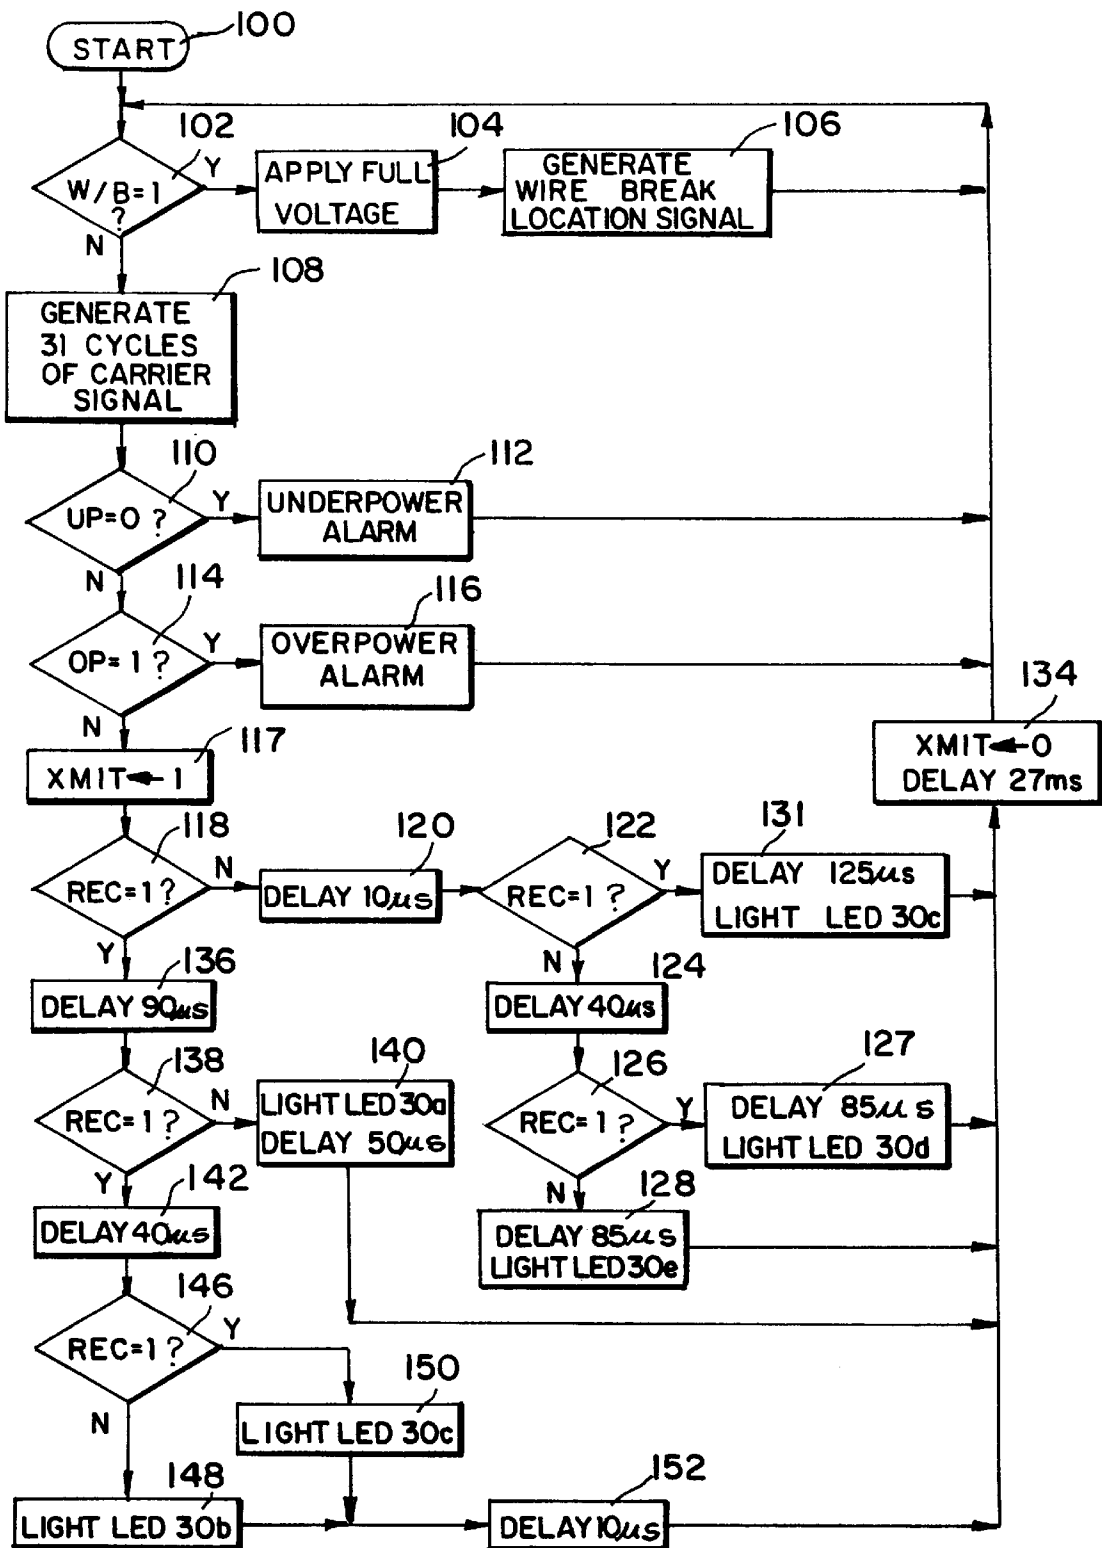 START
100
102
W/B=1
?
Y
N
104
APPLY FULL
VOLTAGE
106
GENERATE
WIRE BREAK
LOCATION SIGNAL
108
GENERATE
31 CYCLES
OF CARRIER
SIGNAL
110
UP=0 ?
Y
N
112
UNDERPOWER
ALARM
114
OP=1 ?
Y
N
116
OVERPOWER
ALARM
117
XMIT←1
134
XMIT←0
DELAY 27ms
118
REC=1 ?
N
Y
120
DELAY 10μs
122
REC=1 ?
Y
N
131
DELAY 125μs
LIGHT LED 30c
136
DELAY 90μs
124
DELAY 40μs
138
REC=1 ?
N
Y
140
LIGHT LED 30a
DELAY 50μs
126
REC=1 ?
Y
N
127
DELAY 85μs
LIGHT LED 30d
142
DELAY 40μs
128
DELAY 85μs
LIGHT LED 30e
146
REC=1 ?
Y
N
150
LIGHT LED 30c
148
LIGHT LED 30b
152
DELAY 10μs